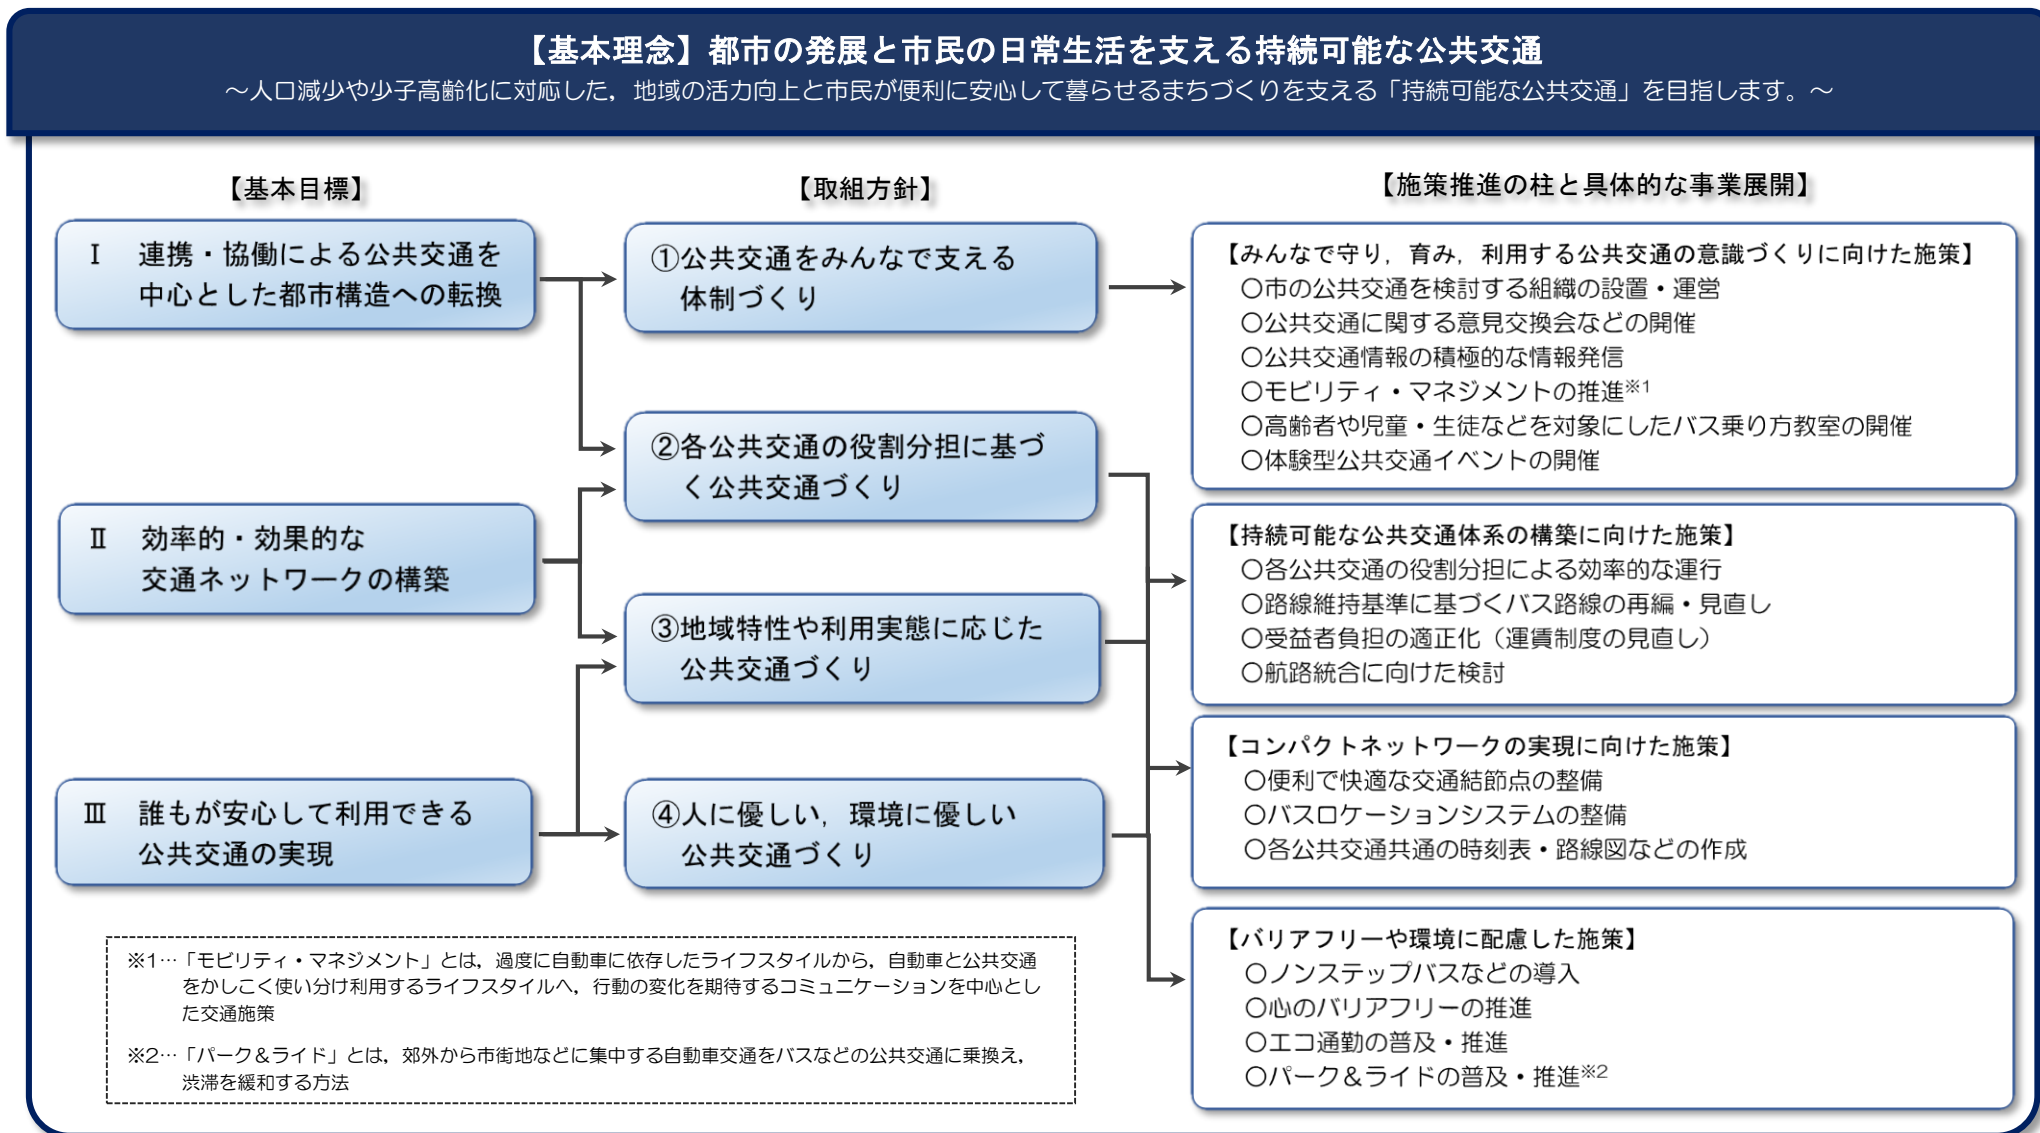 【基本理念】都市の発展と市民の日常生活を支える持続可能な公共交通
～人口減少や少子高齢化に対応した，地域の活力向上と市民が便利に安心して暮らせるまちづくりを支える「持続可能な公共交通」を目指します。～
【基本目標】
Ⅰ　連携・協働による公共交通を
中心とした都市構造への転換
Ⅱ　効率的・効果的な
交通ネットワークの構築
Ⅲ　誰もが安心して利用できる
公共交通の実現
【取組方針】
①公共交通をみんなで支える
体制づくり
②各公共交通の役割分担に基づ
く公共交通づくり
③地域特性や利用実態に応じた
公共交通づくり
④人に優しい，環境に優しい
公共交通づくり
【施策推進の柱と具体的な事業展開】
【みんなで守り，育み，利用する公共交通の意識づくりに向けた施策】
○市の公共交通を検討する組織の設置・運営
○公共交通に関する意見交換会などの開催
○公共交通情報の積極的な情報発信
○モビリティ・マネジメントの推進※1
○高齢者や児童・生徒などを対象にしたバス乗り方教室の開催
○体験型公共交通イベントの開催
【持続可能な公共交通体系の構築に向けた施策】
○各公共交通の役割分担による効率的な運行
○路線維持基準に基づくバス路線の再編・見直し
○受益者負担の適正化（運賃制度の見直し）
○航路統合に向けた検討
【コンパクトネットワークの実現に向けた施策】
○便利で快適な交通結節点の整備
○バスロケーションシステムの整備
○各公共交通共通の時刻表・路線図などの作成
【バリアフリーや環境に配慮した施策】
○ノンステップバスなどの導入
○心のバリアフリーの推進
○エコ通勤の普及・推進
○パーク＆ライドの普及・推進※2
※1…「モビリティ・マネジメント」とは，過度に自動車に依存したライフスタイルから，自動車と公共交通
をかしこく使い分け利用するライフスタイルへ，行動の変化を期待するコミュニケーションを中心とし
た交通施策
※2…「パーク＆ライド」とは，郊外から市街地などに集中する自動車交通をバスなどの公共交通に乗換え，
渋滞を緩和する方法